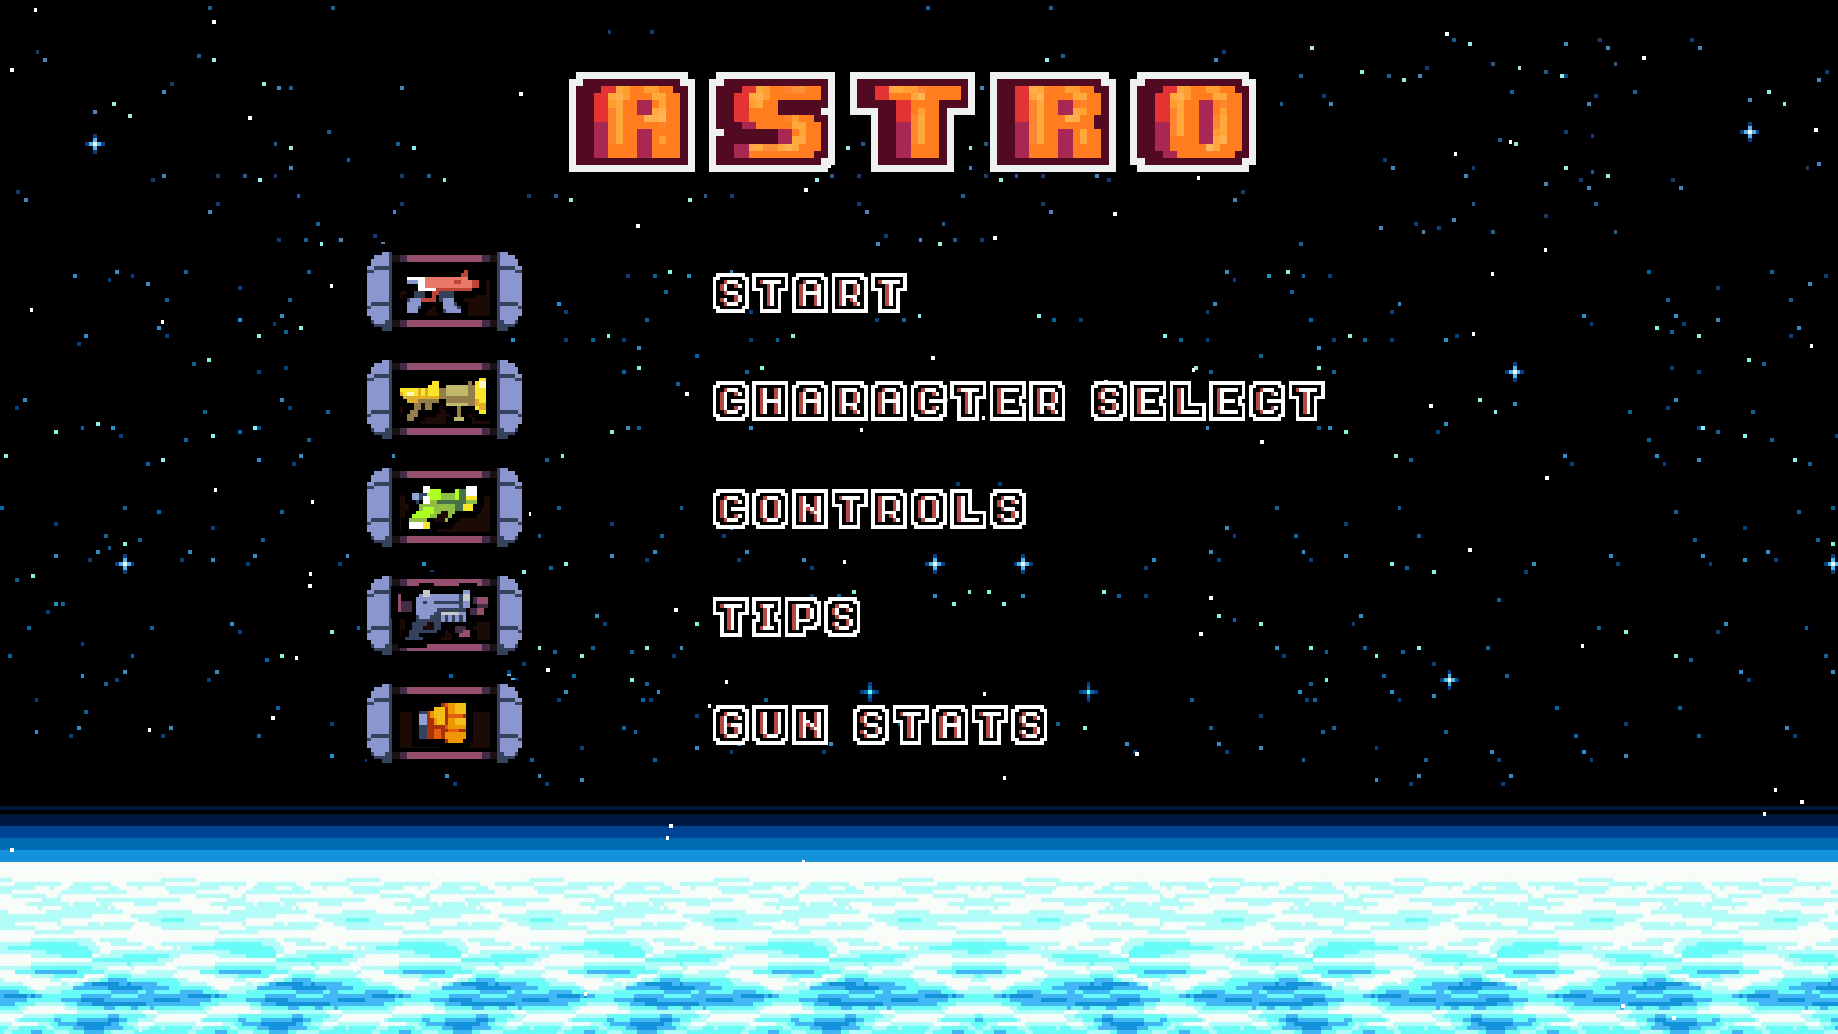 ASTRO
START
CHARACTER SELECT
CONTROLS
TIPS
GUN STATS